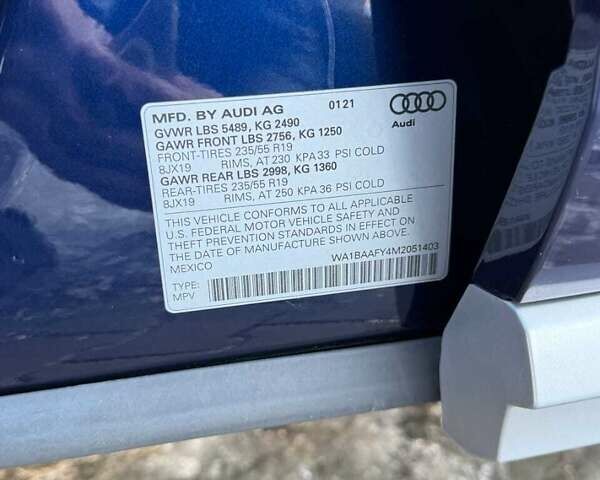 MFD. BY AUDI AG 01 21
GVWR LBS 5489, KG 2490
GAWR FRONT LBS 2756, KG 1250
FRONT-TIRES 235/55 R19
8JX19 RIMS, AT 230 KPA 33 PSI COLD
GAWR REAR LBS 2998, KG 1360
REAR-TIRES 235/55 R19
8JX19 RIMS, AT 250 KPA 36 PSI COLD
Audi
THIS VEHICLE CONFORMS TO ALL APPLICABLE
U.S. FEDERAL MOTOR VEHICLE SAFETY AND
THEFT PREVENTION STANDARDS IN EFFECT ON
THE DATE OF MANUFACTURE SHOWN ABOVE.
MEXICO WA1BAAFY4M2051403
TYPE:
MPV